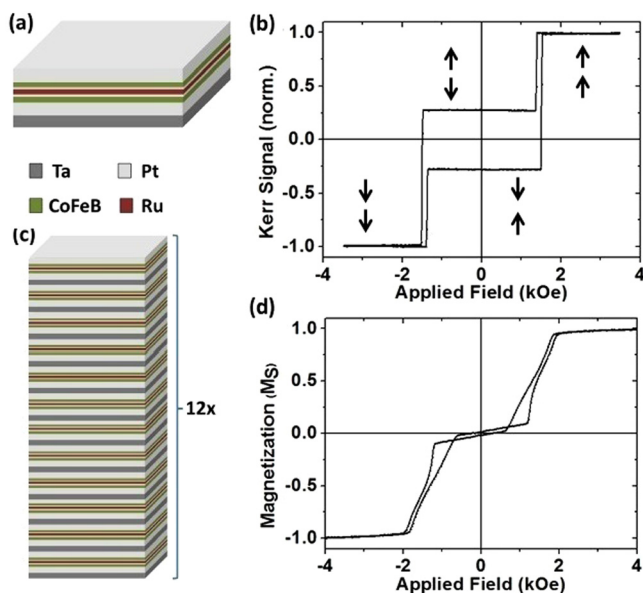 (a)
Ta
Pt
CoFeB
Ru
(b)
Kerr Signal (norm.)
1.0
0.5
0.0
-0.5
-1.0
-4
-2
0
2
4
Applied Field (kOe)
(c)
12x
(d)
Magnetization (MS)
1.0
0.5
0.0
-0.5
-1.0
-4
-2
0
2
4
Applied Field (kOe)